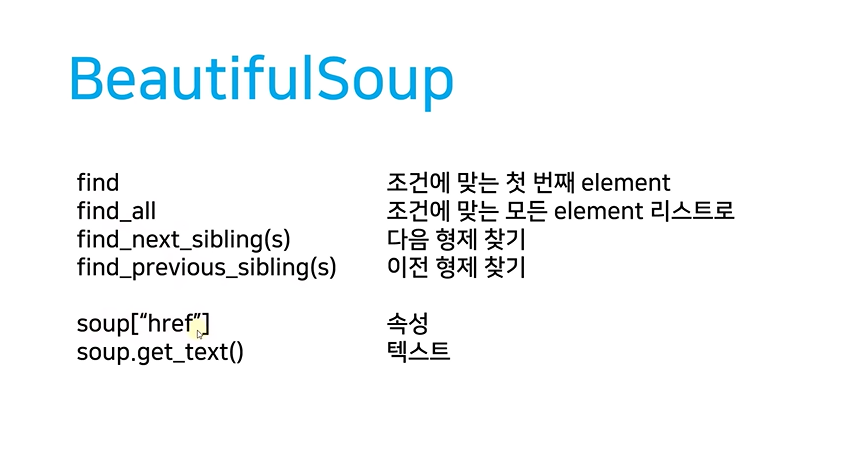 BeautifulSoup
find 조건에 맞는 첫 번째 element
find_all 조건에 맞는 모든 element 리스트로
find_next_sibling(s) 다음 형제 찾기
find_previous_sibling(s) 이전 형제 찾기
soup[“href”] 속성
soup.get_text() 텍스트